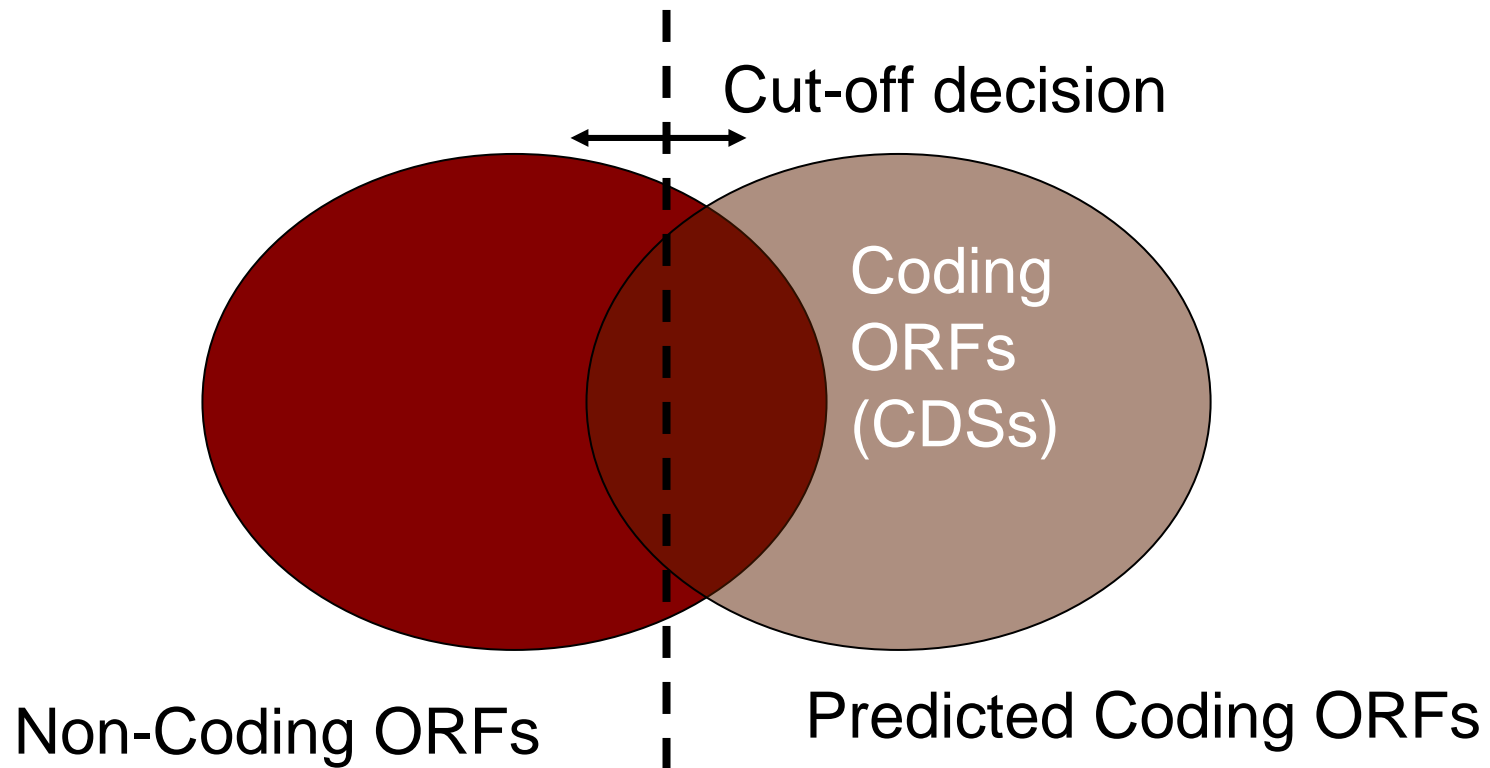 Cut-off decision
Coding
ORFs
(CDSs)
Non-Coding ORFs
Predicted Coding ORFs